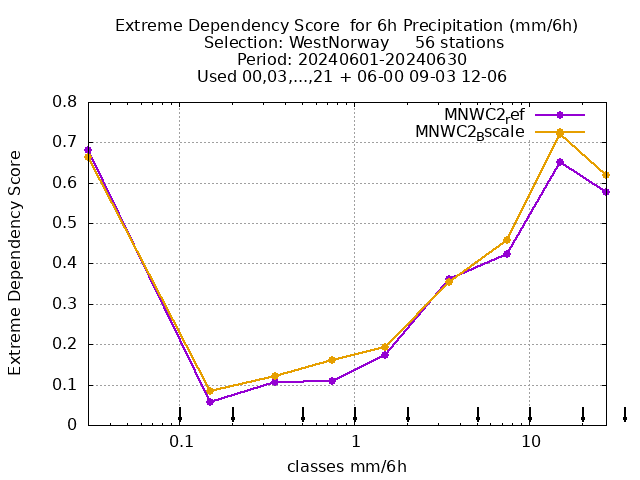 Extreme Dependency Score  for 6h Precipitation (mm/6h)
Selection: WestNorway     56 stations
Period: 20240601-20240630
Used 00,03,...,21 + 06-00 09-03 12-06
MNWC2_ref
MNWC2_Bscale
Extreme Dependency Score
0.8
0.7
0.6
0.5
0.4
0.3
0.2
0.1
0
0.1
1
10
classes mm/6h